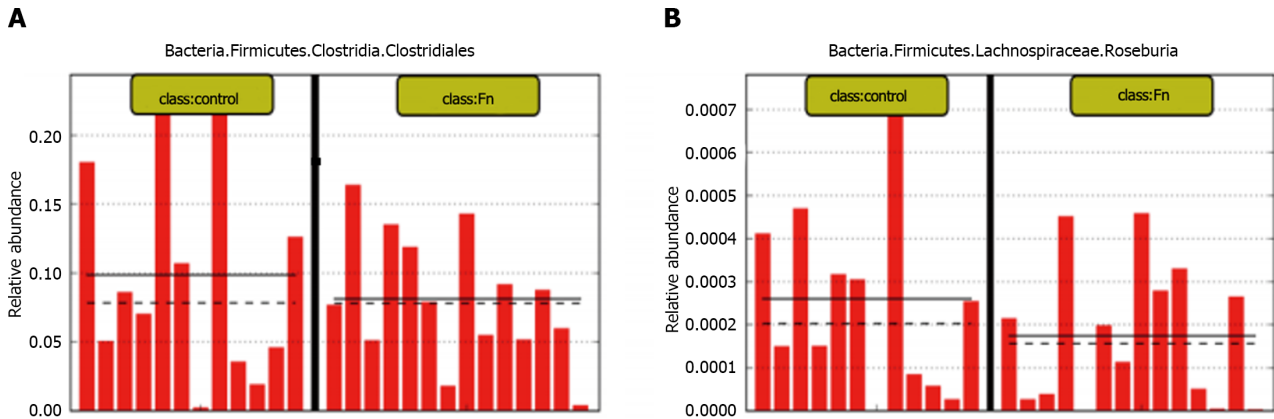 A
Bacteria.Firmicutes.Clostridia.Clostridiales
class:control
class:Fn
Relative abundance
0.20
0.15
0.10
0.05
0.00
B
Bacteria.Firmicutes.Lachnospiraceae.Roseburia
class:control
class:Fn
Relative abundance
0.0007
0.0006
0.0005
0.0004
0.0003
0.0002
0.0001
0.0000